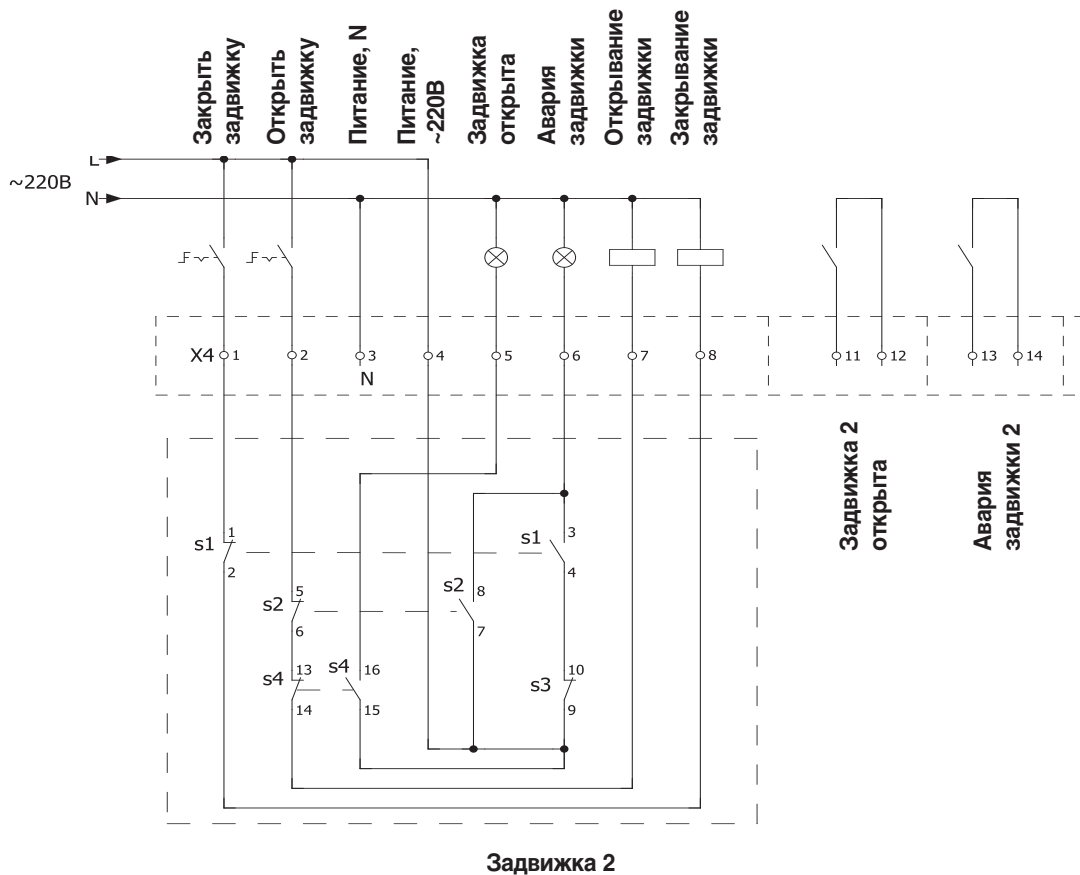 Закрыть
задвижку
Открыть
задвижку
Питание, N
Питание,
~220В
Задвижка
открыта
Авария
задвижки
Открывание
задвижки
Закрывание
задвижки
L
~220В
N
X4 1 2 3 4 5 6 7 8 11 12 13 14
N
Задвижка 2
открыта
Авария
задвижки 2
1 3
s1 s1
2 4
5 s2 8
s2
6 7
13 s4 16 10
s4 s3
14 15 9
Задвижка 2